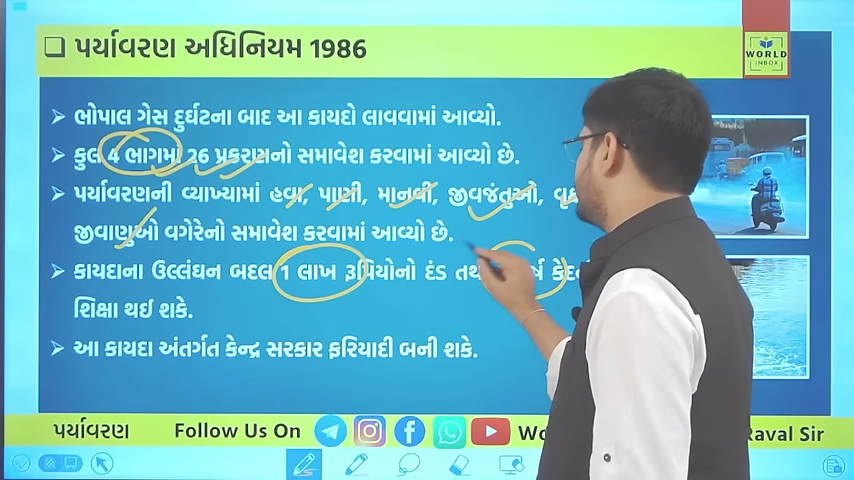 ❑ પર્યાવરણ અધિનિયમ 1986
WORLD
INBOX
➢ ભોપાલ ગેસ દુર્ઘટના બાદ આ કાયદો લાવવામાં આવ્યો.
➢ કુલ 4 ભાગમાં 26 પ્રકરણનો સમાવેશ કરવામાં આવ્યો છે.
➢ પર્યાવરણની વ્યાખ્યામાં હવા, પાણી, માનવી, જીવજંતુઓ,
જીવાણુઓ વગેરેનો સમાવેશ કરવામાં આવ્યો છે.
➢ કાયદાના ઉલ્લંઘન બદલ 1 લાખ રૂપિયોનો દંડ
શિક્ષા થઈ શકે.
➢ આ કાયદા અંતર્ગત કેન્દ્ર સરકાર ફરિયાદી બની શકે.
પર્યાવરણ Follow Us On Raval Sir